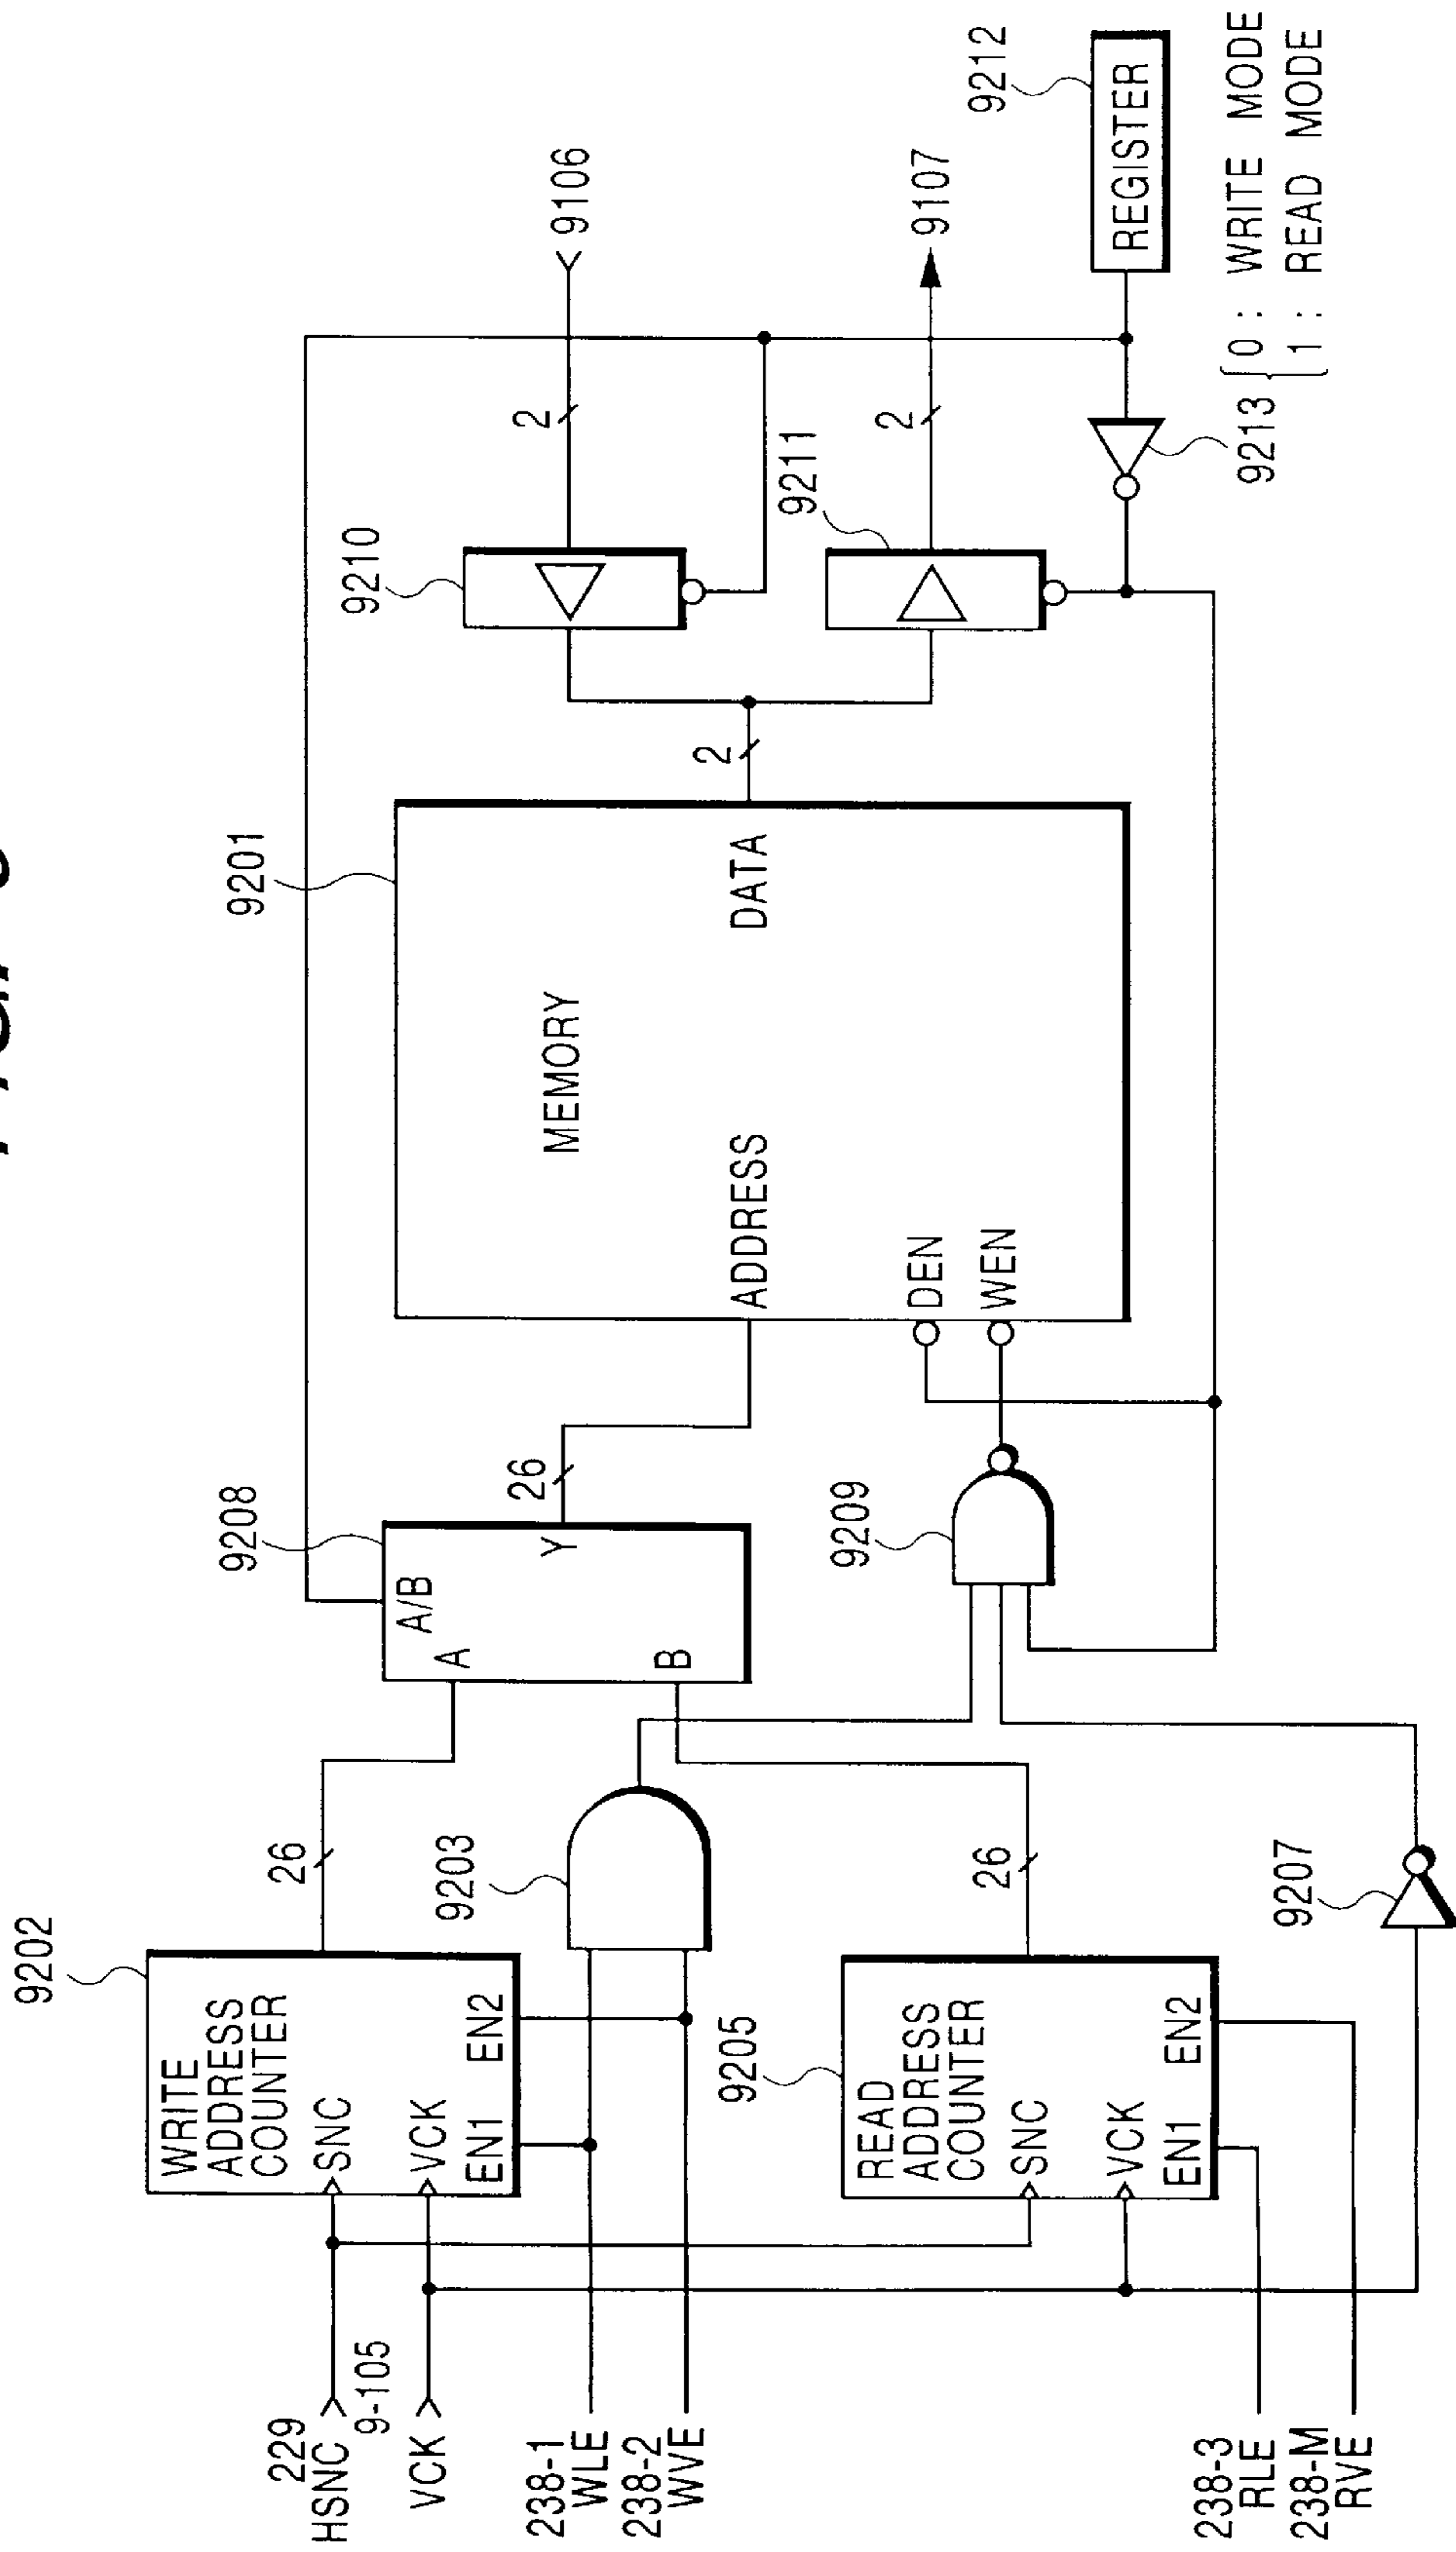 9202
WRITE
ADDRESS
COUNTER
SNC
VCK
EN1
EN2
229
HSNC
9-105
VCK
238-1
WLE
238-2
WVE
26
9203
9205
READ
ADDRESS
COUNTER
SNC
VCK
EN1
EN2
238-3
RLE
238-M
RVE
26
9207
9208
A/B
A
B
Y
26
9209
9201
MEMORY
ADDRESS
DATA
DEN
WEN
2
9210
2
9106
9211
2
9107
9212
REGISTER
9213
0 : WRITE MODE
1 : READ MODE